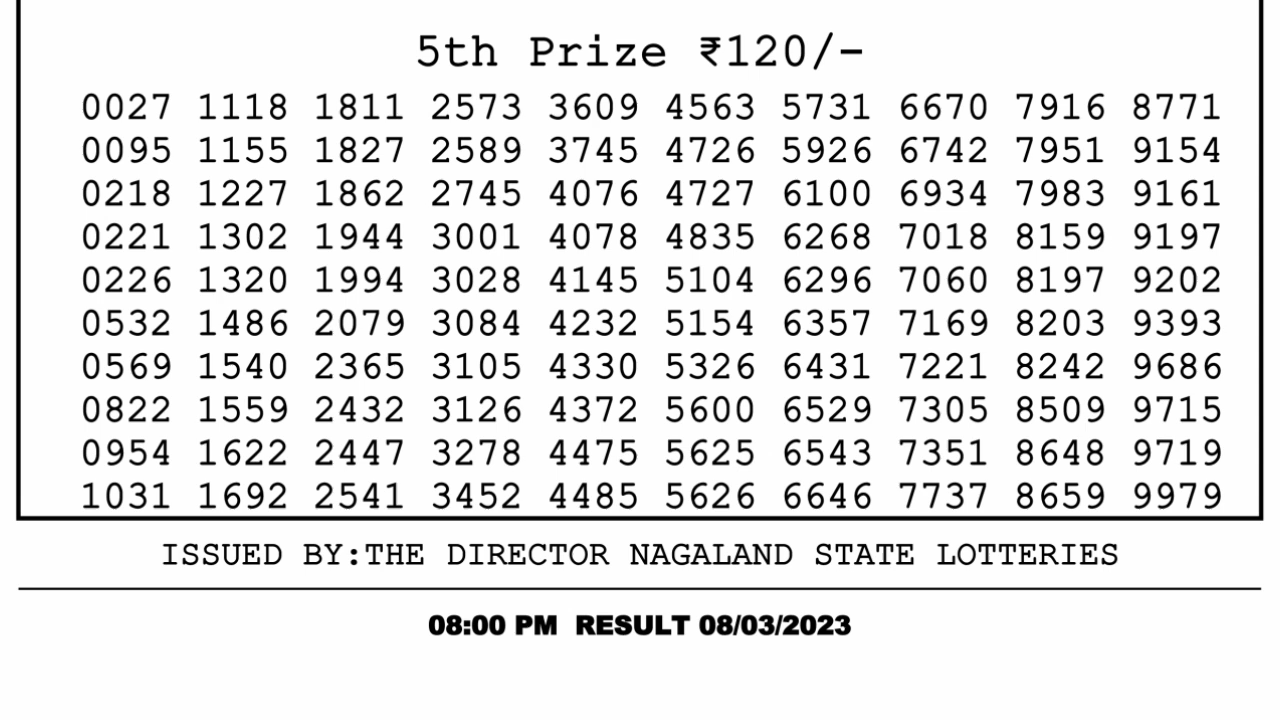 5th Prize ₹120/-
0027 1118 1811 2573 3609 4563 5731 6670 7916 8771
0095 1155 1827 2589 3745 4726 5926 6742 7951 9154
0218 1227 1862 2745 4076 4727 6100 6934 7983 9161
0221 1302 1944 3001 4078 4835 6268 7018 8159 9197
0226 1320 1994 3028 4145 5104 6296 7060 8197 9202
0532 1486 2079 3084 4232 5154 6357 7169 8203 9393
0569 1540 2365 3105 4330 5326 6431 7221 8242 9686
0822 1559 2432 3126 4372 5600 6529 7305 8509 9715
0954 1622 2447 3278 4475 5625 6543 7351 8648 9719
1031 1692 2541 3452 4485 5626 6646 7737 8659 9979
ISSUED BY:THE DIRECTOR NAGALAND STATE LOTTERIES
08:00 PM RESULT 08/03/2023